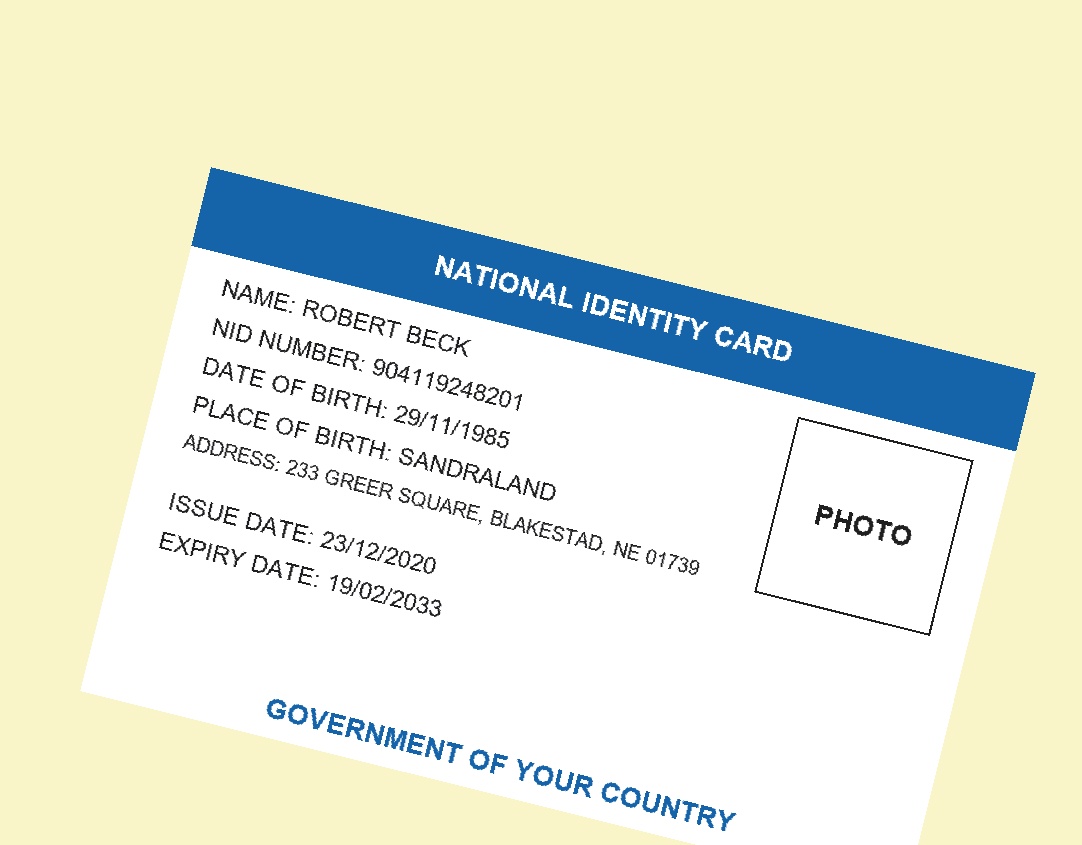 NATIONAL IDENTITY CARD
NAME: ROBERT BECK
NID NUMBER: 904119248201
DATE OF BIRTH: 29/11/1985
PLACE OF BIRTH: SANDRALAND
ADDRESS: 233 GREER SQUARE, BLAKESTAD, NE 01739
ISSUE DATE: 23/12/2020
EXPIRY DATE: 19/02/2033
PHOTO
GOVERNMENT OF YOUR COUNTRY